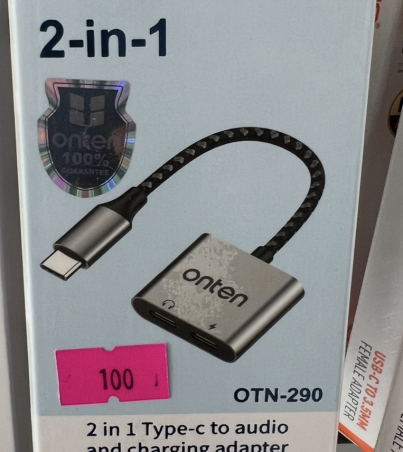 2-in-1
onten
100%
GUARANTEE
onten
100
OTN-290
2 in 1 Type-c to audio
and charging adapter
USB-C TO 3.5MM
FEMALE ADAPTER